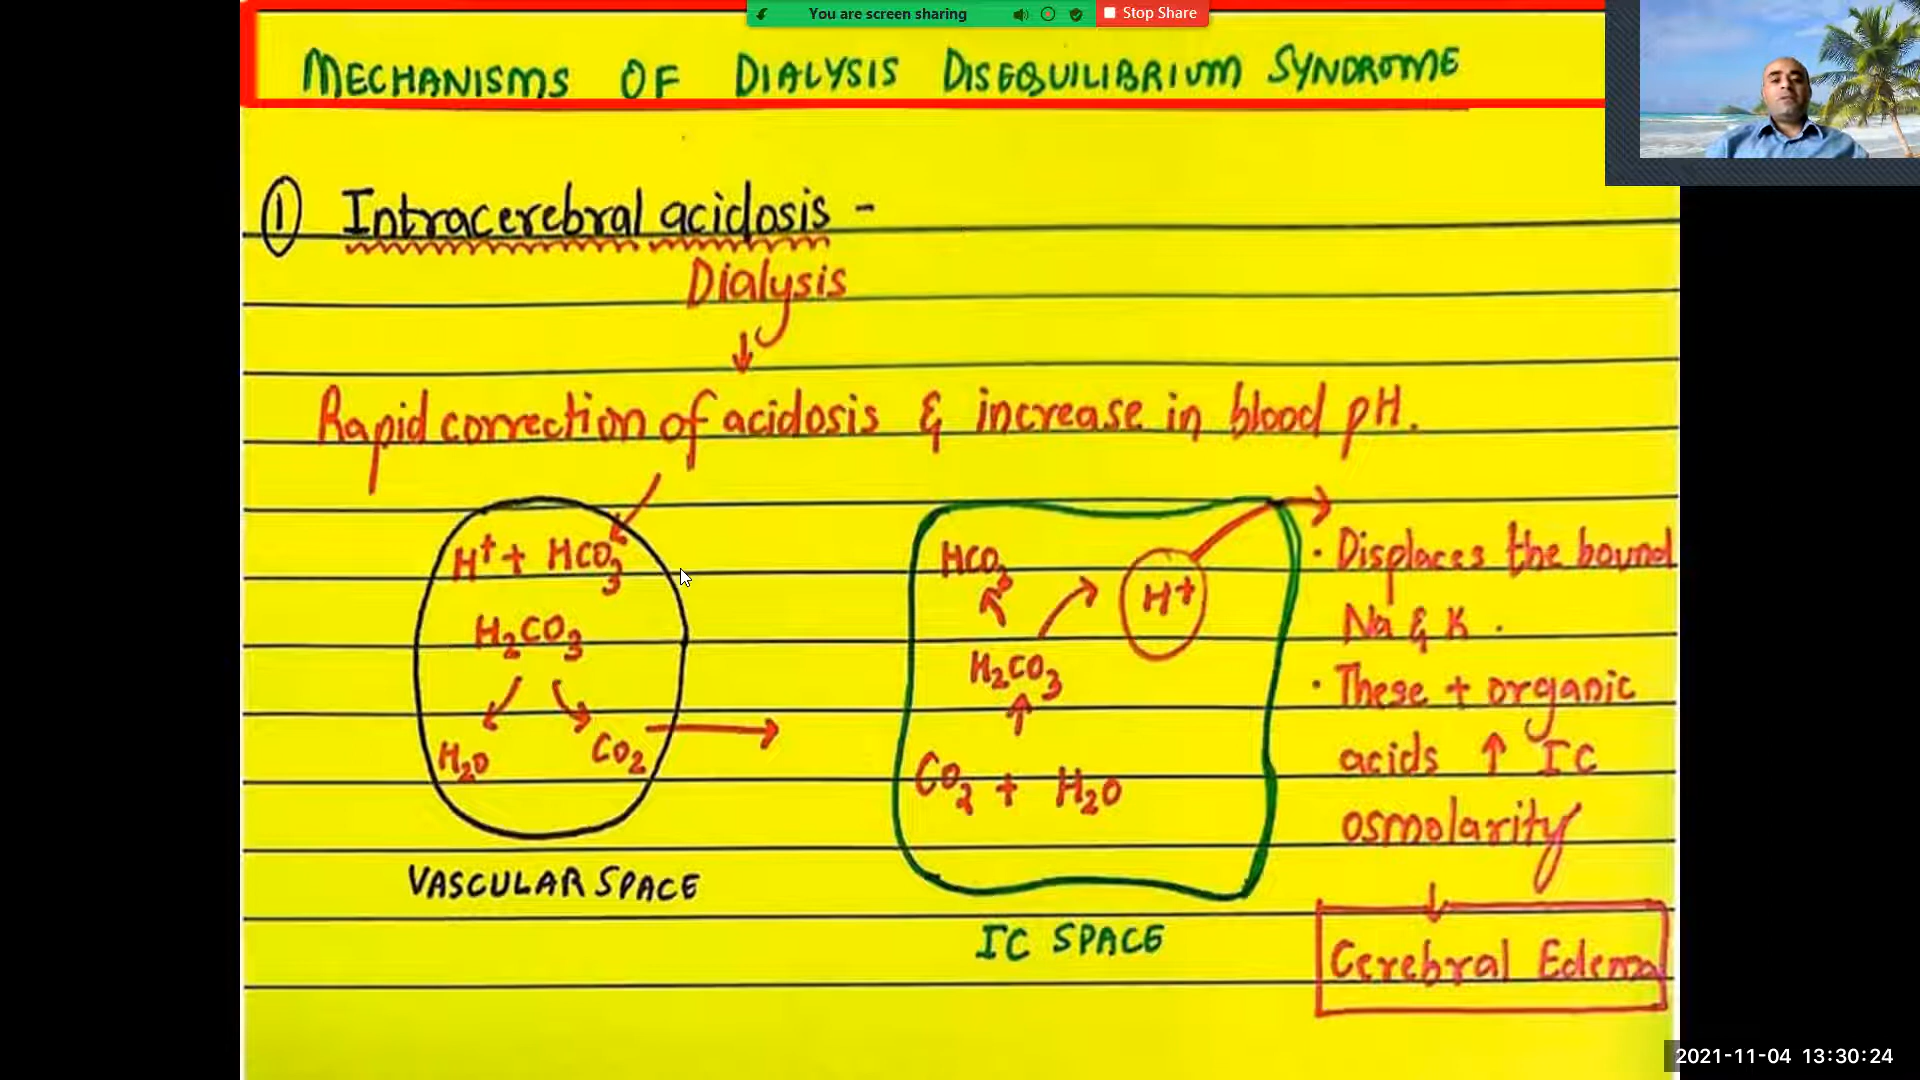 You are screen sharing
Stop Share
MECHANISMS OF DIALYSIS DISEQUILIBRIUM SYNDROME
① Intracerebral acidosis -
Dialysis
↓
Rapid correction of acidosis & increase in blood pH.
H⁺ + HCO₃
H₂CO₃
H₂O CO₂ →
VASCULAR SPACE
HCO₃ H⁺
H₂CO₃
↑
CO₂ + H₂O
IC SPACE
· Displaces the bound
Na & K .
· These + organic
acids ↑ IC
osmolarity
↓
Cerebral Edema
2021-11-04 13:30:24